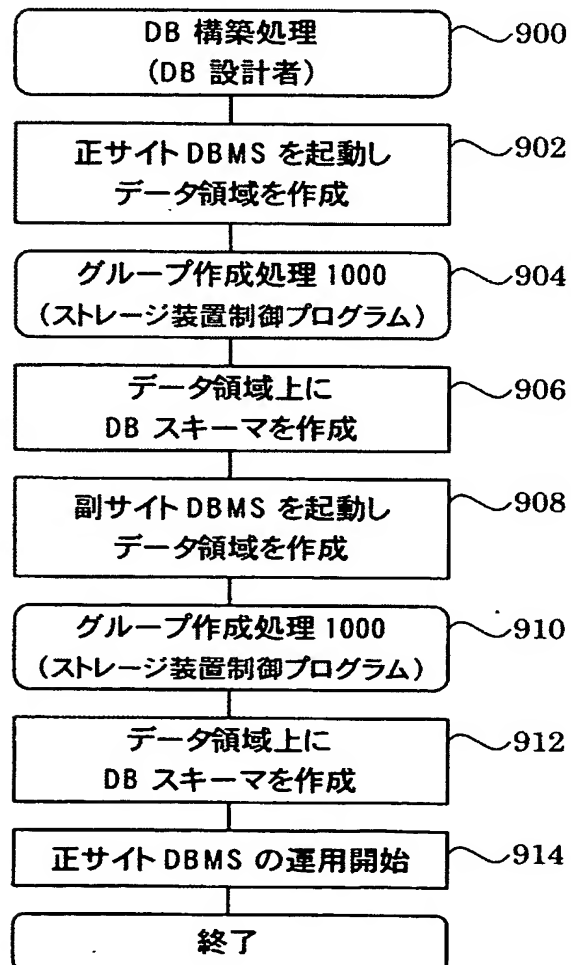 DB 構築処理
(DB 設計者)
900
正サイト DBMS を起動し
データ領域を作成
902
グループ作成処理 1000
(ストレージ装置制御プログラム)
904
データ領域上に
DB スキーマを作成
906
副サイト DBMS を起動し
データ領域を作成
908
グループ作成処理 1000
(ストレージ装置制御プログラム)
910
データ領域上に
DB スキーマを作成
912
正サイト DBMS の運用開始
914
終了